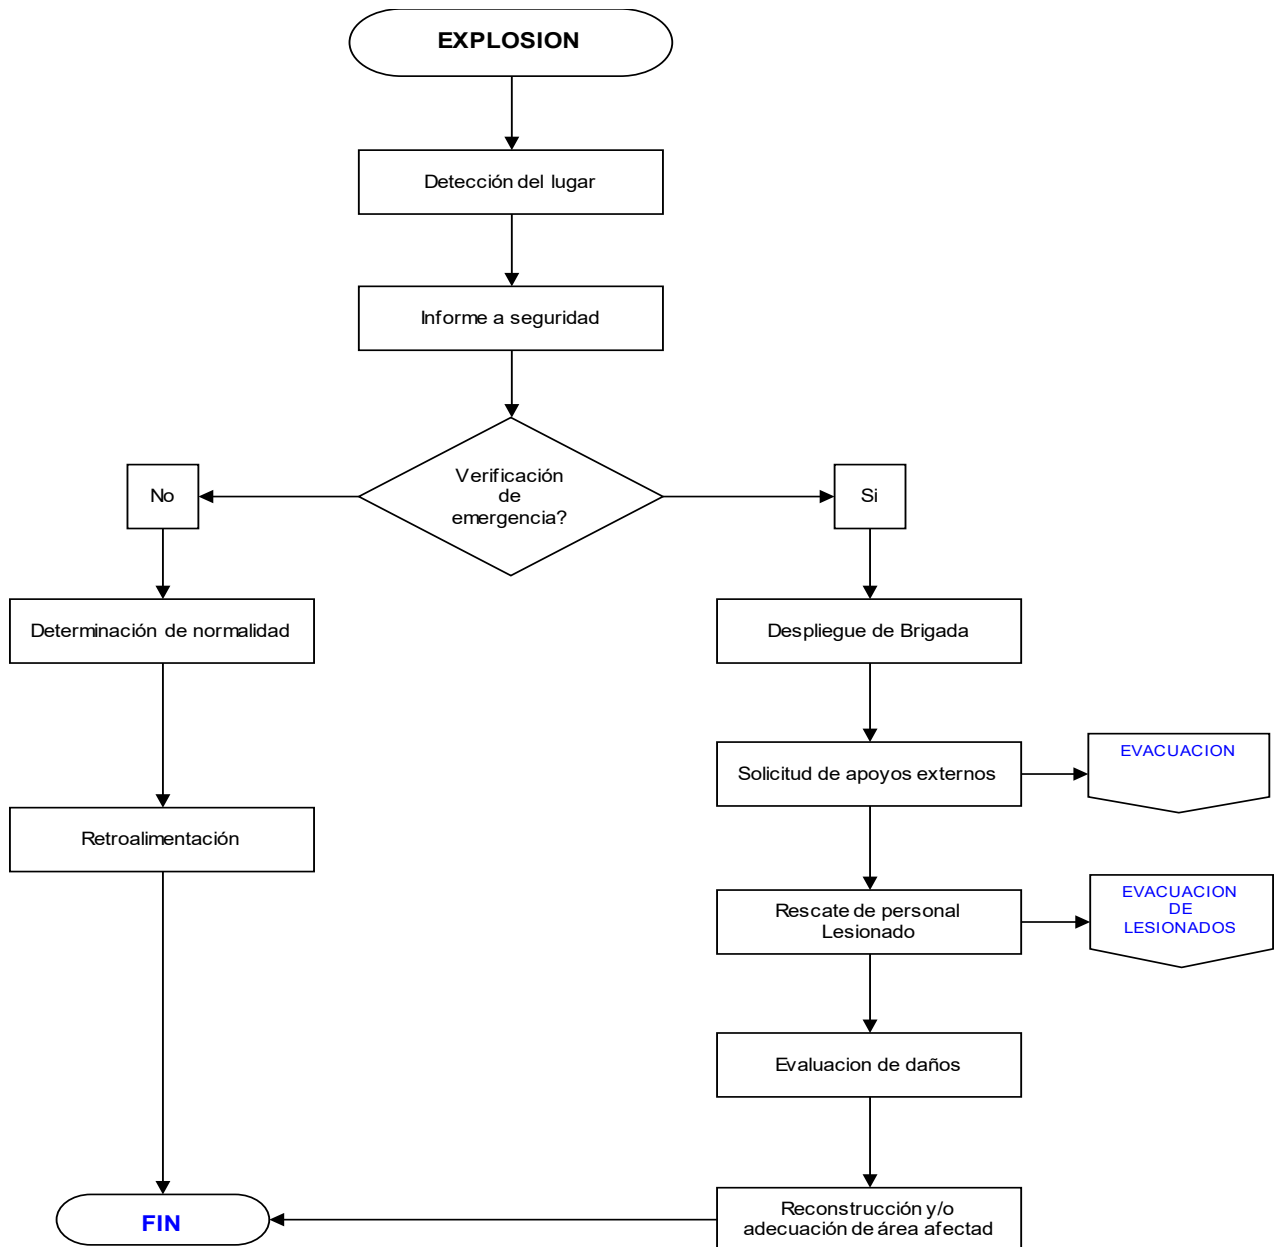 EXPLOSION
Detección del lugar
Informe a seguridad
Verificación
de
emergencia?
No
Si
Determinación de normalidad
Despliegue de Brigada
Solicitud de apoyos externos
EVACUACION
Retroalimentación
Rescate de personal
Lesionado
EVACUACION
DE
LESIONADOS
Evaluacion de daños
Reconstrucción y/o
adecuación de área afectad
FIN